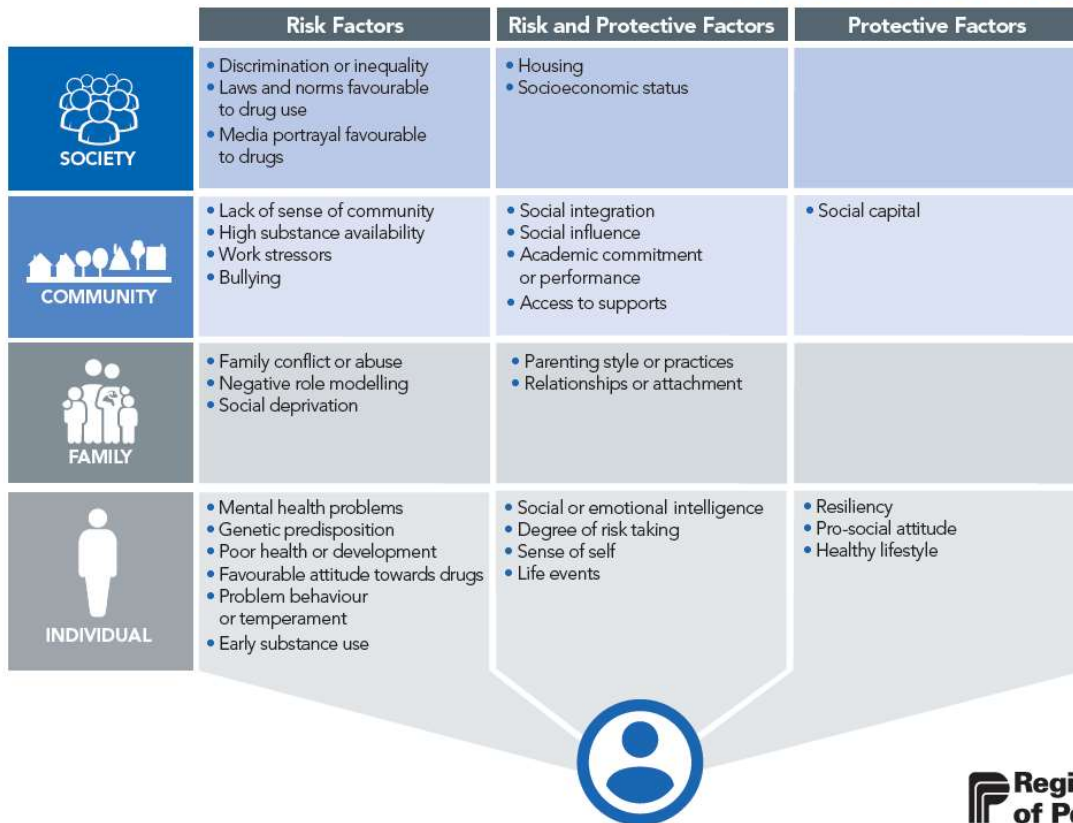 Risk Factors
Risk and Protective Factors
Protective Factors
SOCIETY
• Discrimination or inequality
• Laws and norms favourable
to drug use
• Media portrayal favourable
to drugs
• Housing
• Socioeconomic status
COMMUNITY
• Lack of sense of community
• High substance availability
• Work stressors
• Bullying
• Social integration
• Social influence
• Academic commitment
or performance
• Access to supports
• Social capital
FAMILY
• Family conflict or abuse
• Negative role modelling
• Social deprivation
• Parenting style or practices
• Relationships or attachment
INDIVIDUAL
• Mental health problems
• Genetic predisposition
• Poor health or development
• Favourable attitude towards drugs
• Problem behaviour
or temperament
• Early substance use
• Social or emotional intelligence
• Degree of risk taking
• Sense of self
• Life events
• Resiliency
• Pro-social attitude
• Healthy lifestyle
of